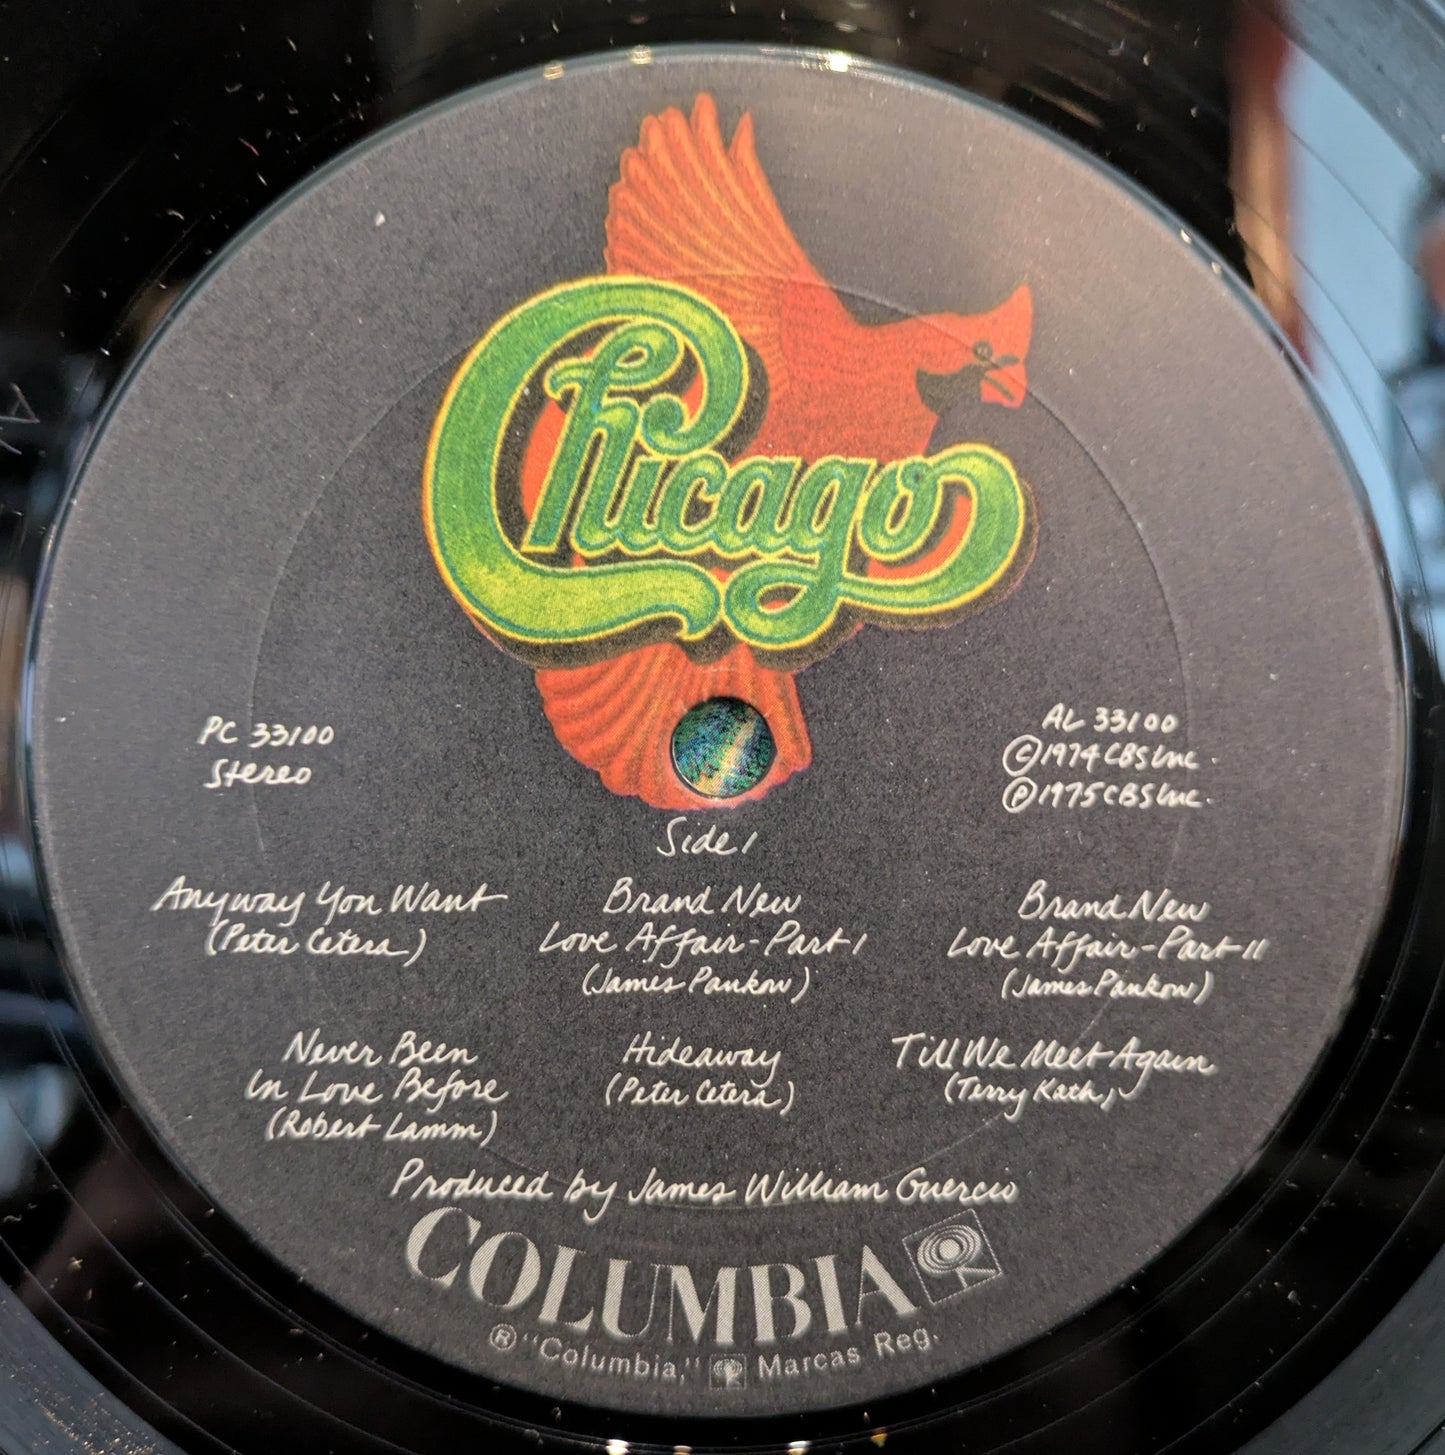 Chicago
PC 33100
Stereo
AL 33100
©1974 CBS Inc.
℗1975 CBS Inc.
Side 1
Anyway You Want
(Peter Cetera)
Brand New
Love Affair-Part I
(James Pankow)
Brand New
Love Affair-Part II
(James Pankow)
Never Been
In Love Before
(Robert Lamm)
Hideaway
(Peter Cetera)
Till We Meet Again
(Terry Kath)
Produced by James William Guercio
COLUMBIA
® "Columbia," Marcas Reg.